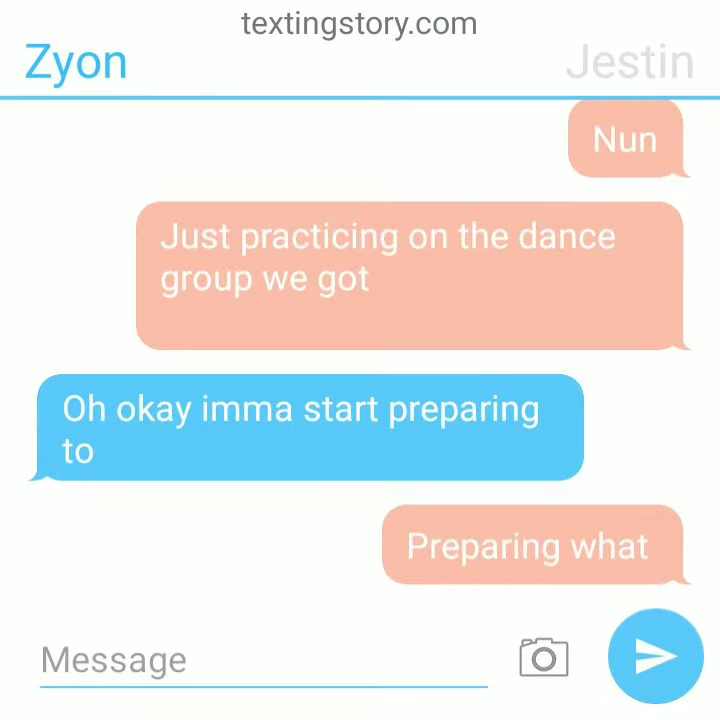 textingstory.com
Zyon
Jestin
Nun
Just practicing on the dance
group we got
Oh okay imma start preparing
to
Preparing what
Message